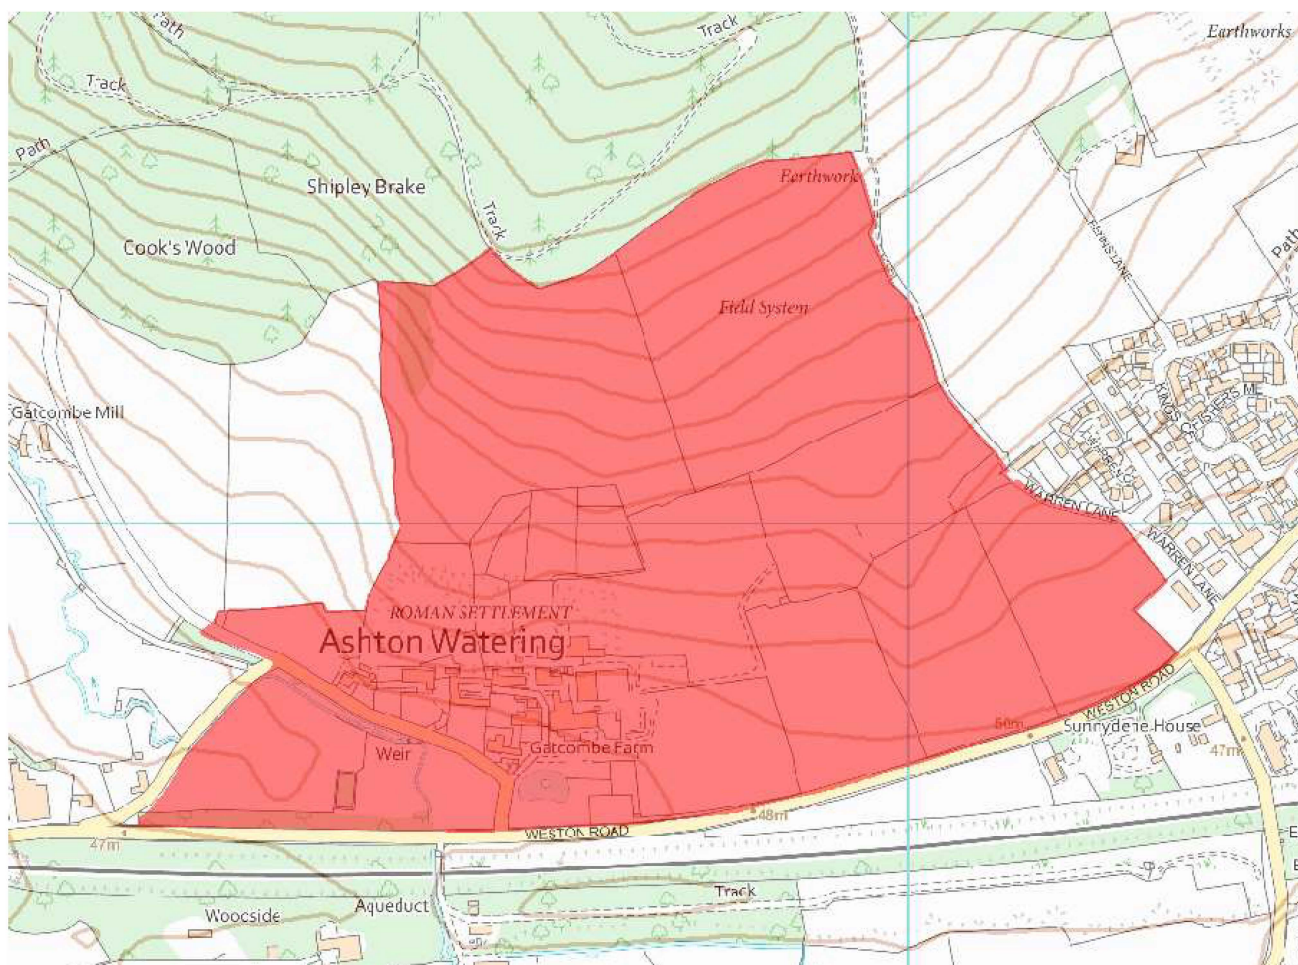 Path
Track
Earthworks
Track
Path
Shipley Brake
Earthwork
Track
Cook's Wood
Path
Field System
Gatcombe Mill
KINGS
WARREN LANE
WARREN LANE
ROMAN SETTLEMENT
Ashton Watering
WESTON ROAD
50m
Sunnydene House
Weir
Gatcombe Farm
47m
48m
WESTON ROAD
47m
Track
Aqueduct
Woodside